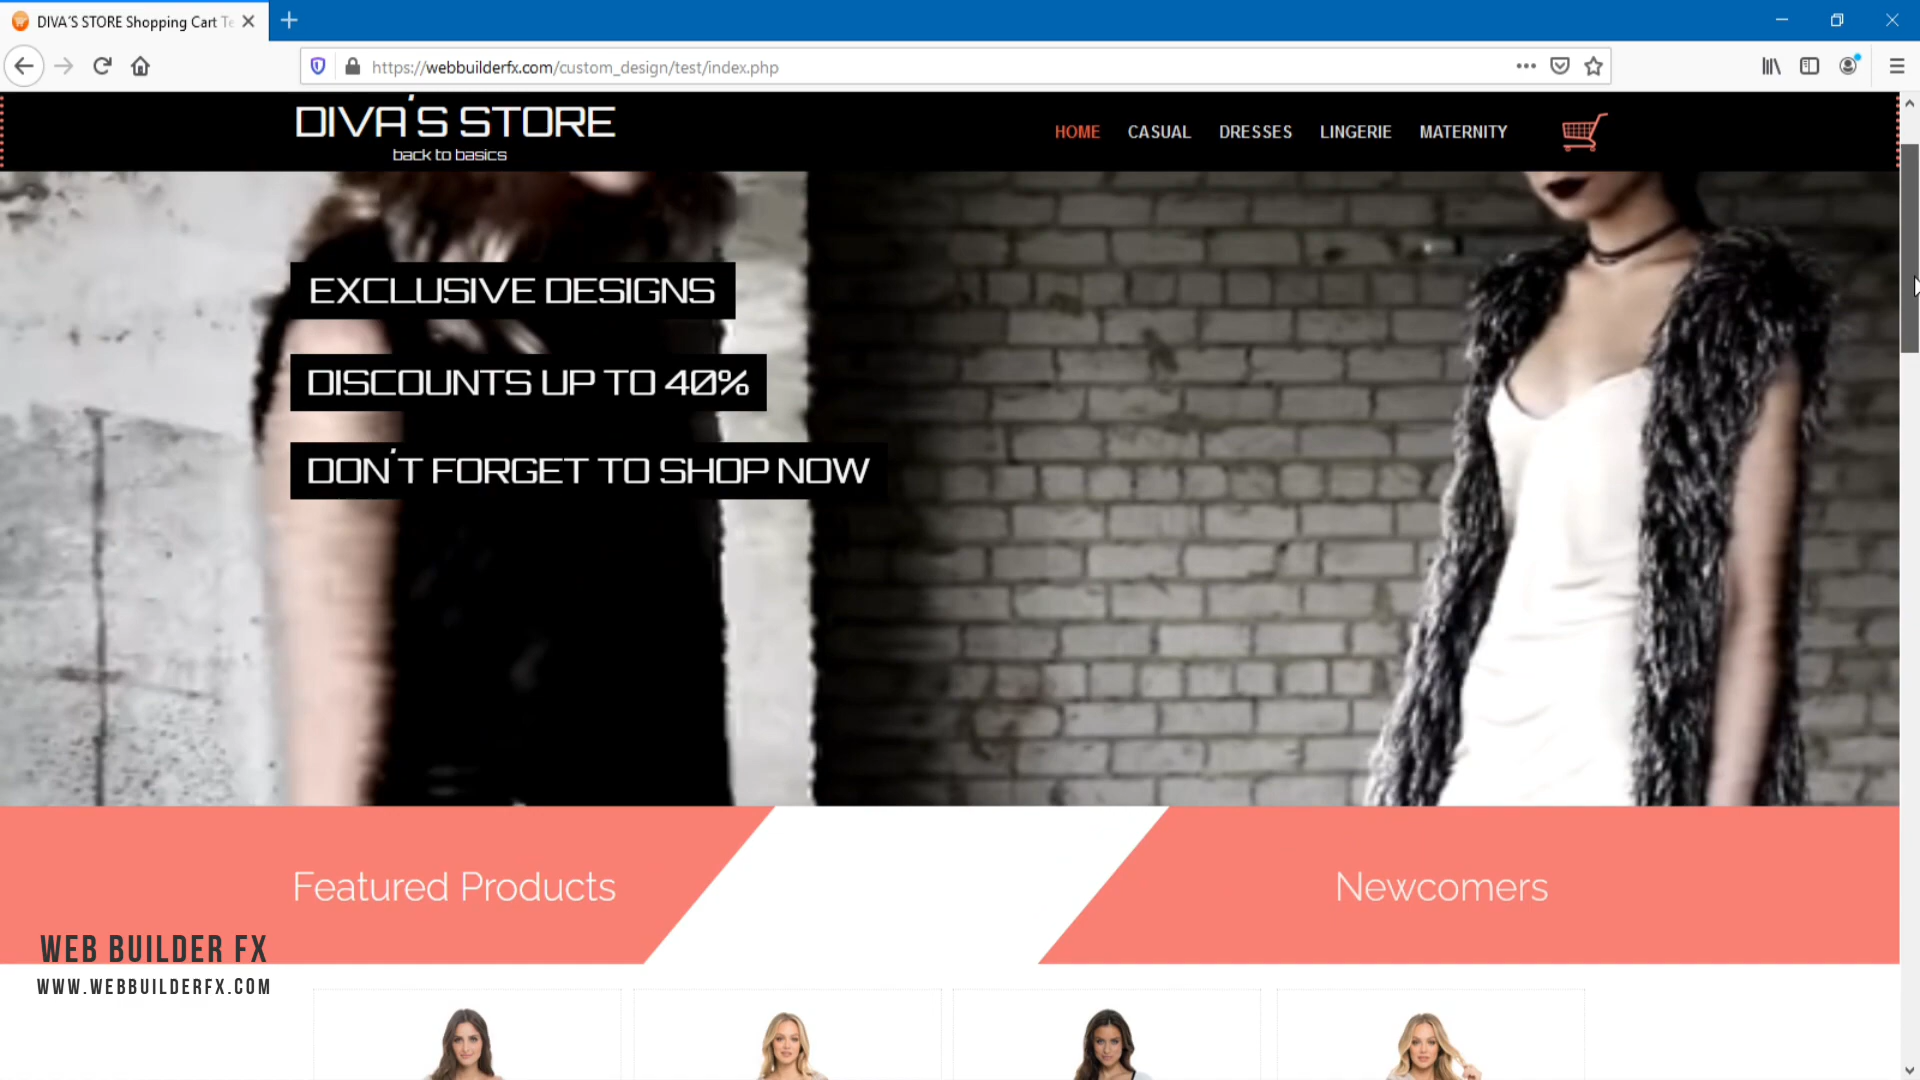 DIVA'S STORE Shopping Cart Te
https://webbuilderfx.com/custom_design/test/index.php
DIVA'S STORE
back to basics
HOME CASUAL DRESSES LINGERIE MATERNITY
EXCLUSIVE DESIGNS
DISCOUNTS UP TO 40%
DON'T FORGET TO SHOP NOW
Featured Products
Newcomers
WEB BUILDER FX
WWW.WEBBUILDERFX.COM